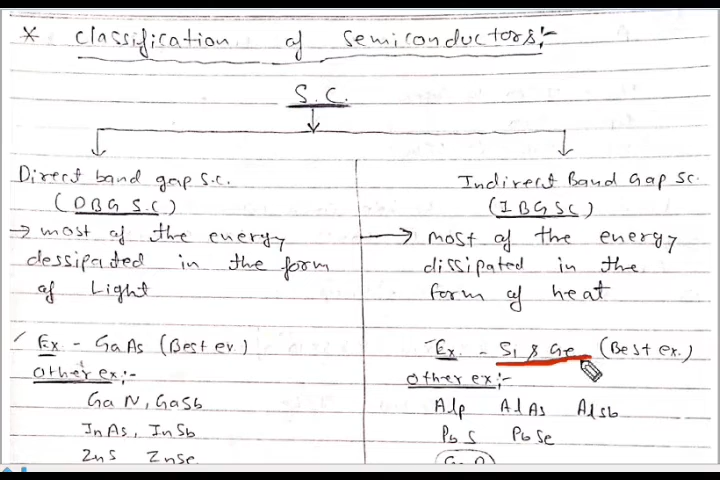 * Classification of semiconductors:-
S.C.
Direct band gap s.c.
(DBG S.C)
→ most of the energy
dessipated in the form
of Light
Ex. - GaAs (Best ex.)
Other ex:-
GaN, GaSb
InAs, InSb
ZnS ZnSe
Indirect Band Gap SC.
(IBGSC)
→ most of the energy
dissipated in the
form of heat
Ex. - Si & Ge (Best ex.)
Other ex:-
Alp AlAs Alsb
Pbs PbSe